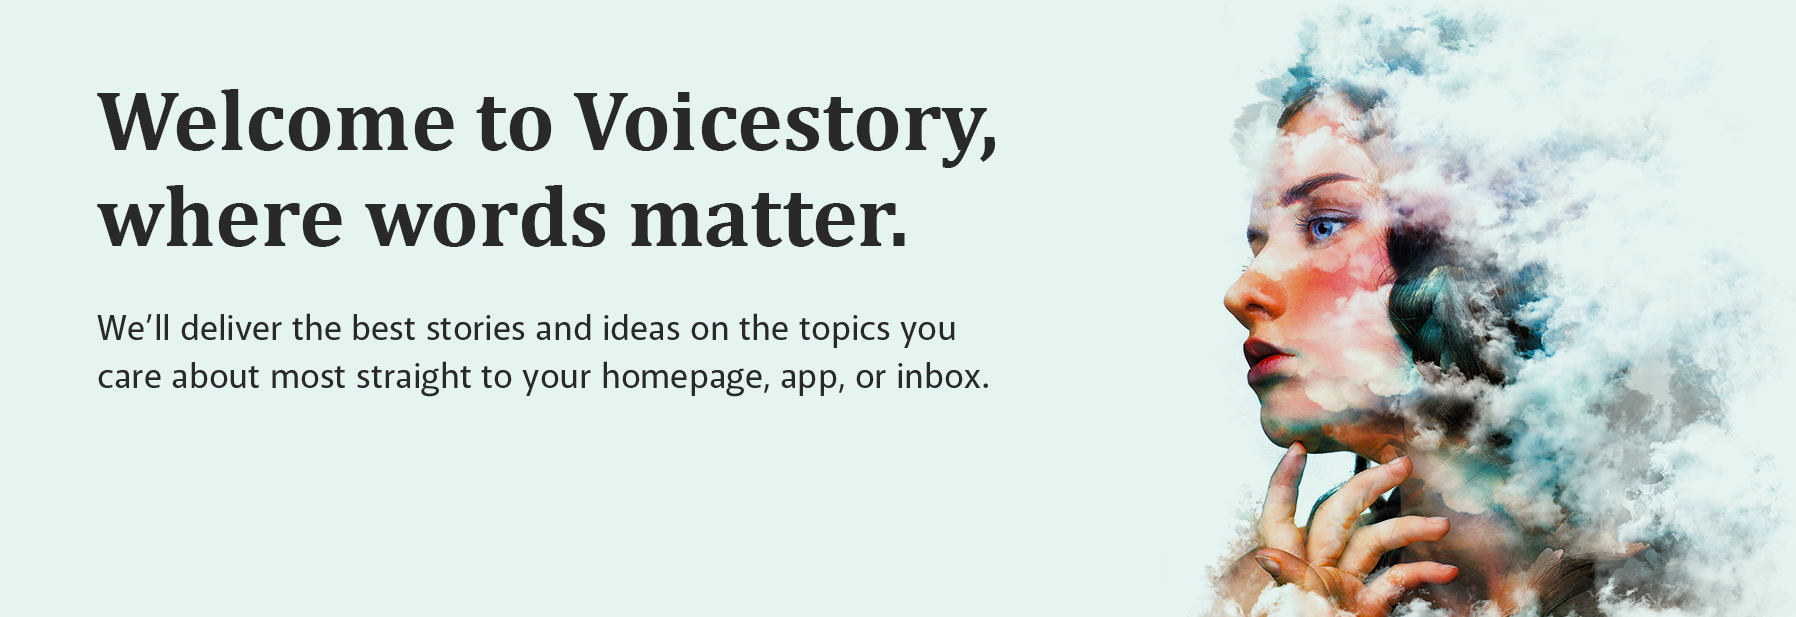 Welcome to Voicestory,
where words matter.
We’ll deliver the best stories and ideas on the topics you
care about most straight to your homepage, app, or inbox.